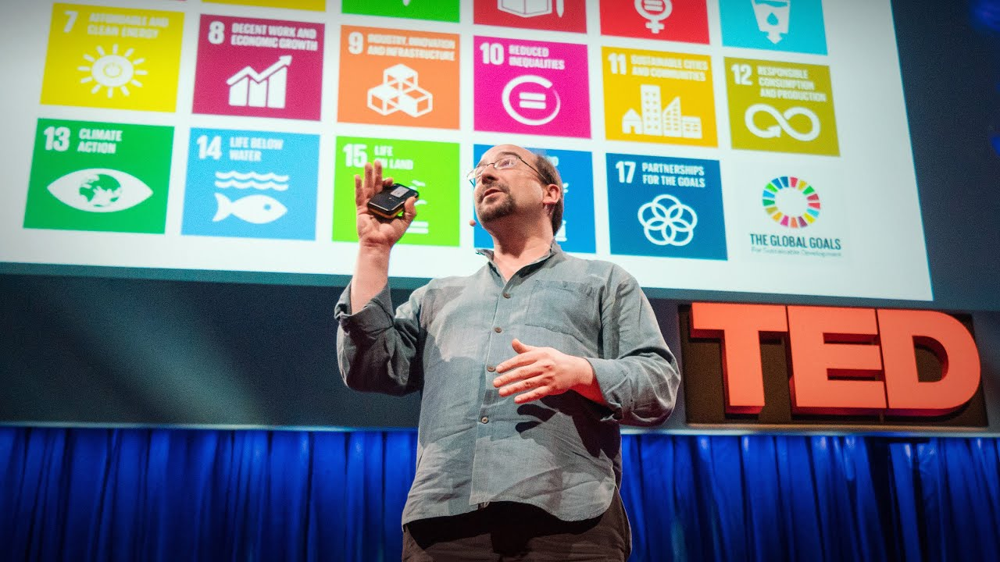 7 AFFORDABLE AND
CLEAN ENERGY
8 DECENT WORK AND
ECONOMIC GROWTH
9 INDUSTRY, INNOVATION
AND INFRASTRUCTURE
10 REDUCED
INEQUALITIES
11 SUSTAINABLE CITIES
AND COMMUNITIES
12 RESPONSIBLE
CONSUMPTION
AND PRODUCTION
13 CLIMATE
ACTION
14 LIFE BELOW
WATER
15 LIFE
LAND
17 PARTNERSHIPS
FOR THE GOALS
THE GLOBAL GOALS
For Sustainable Development
TED